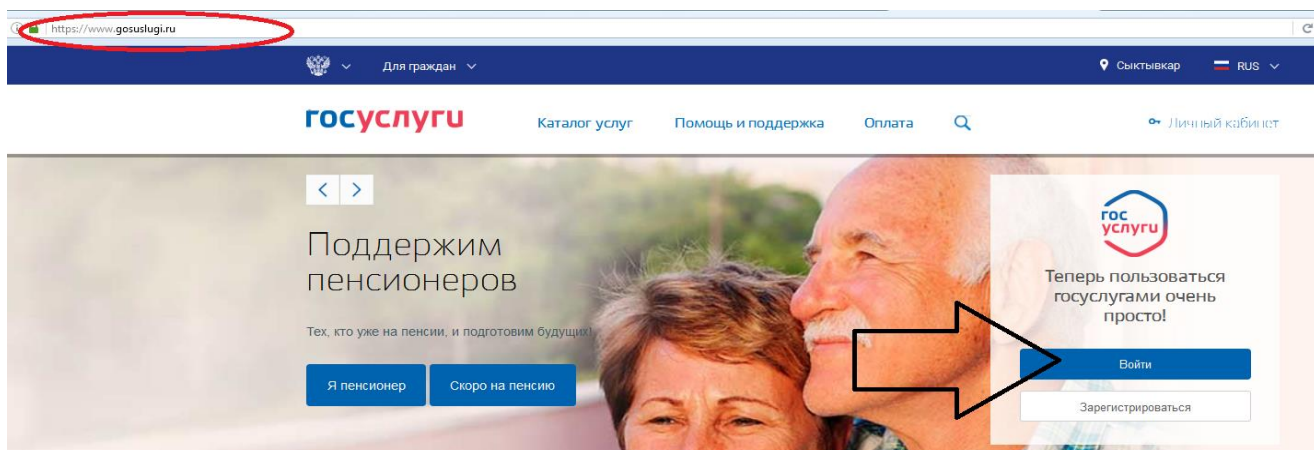 https://www.gosuslugi.ru
Для граждан
Сыктывкар
RUS
госуслуги
Каталог услуг
Помощь и поддержка
Оплата
Личный кабинет
Поддержим
пенсионеров
Тех, кто уже на пенсии, и подготовим будущих!
Я пенсионер
Скоро на пенсию
гос
услуги
Теперь пользоваться
госуслугами очень
просто!
Войти
Зарегистрироваться